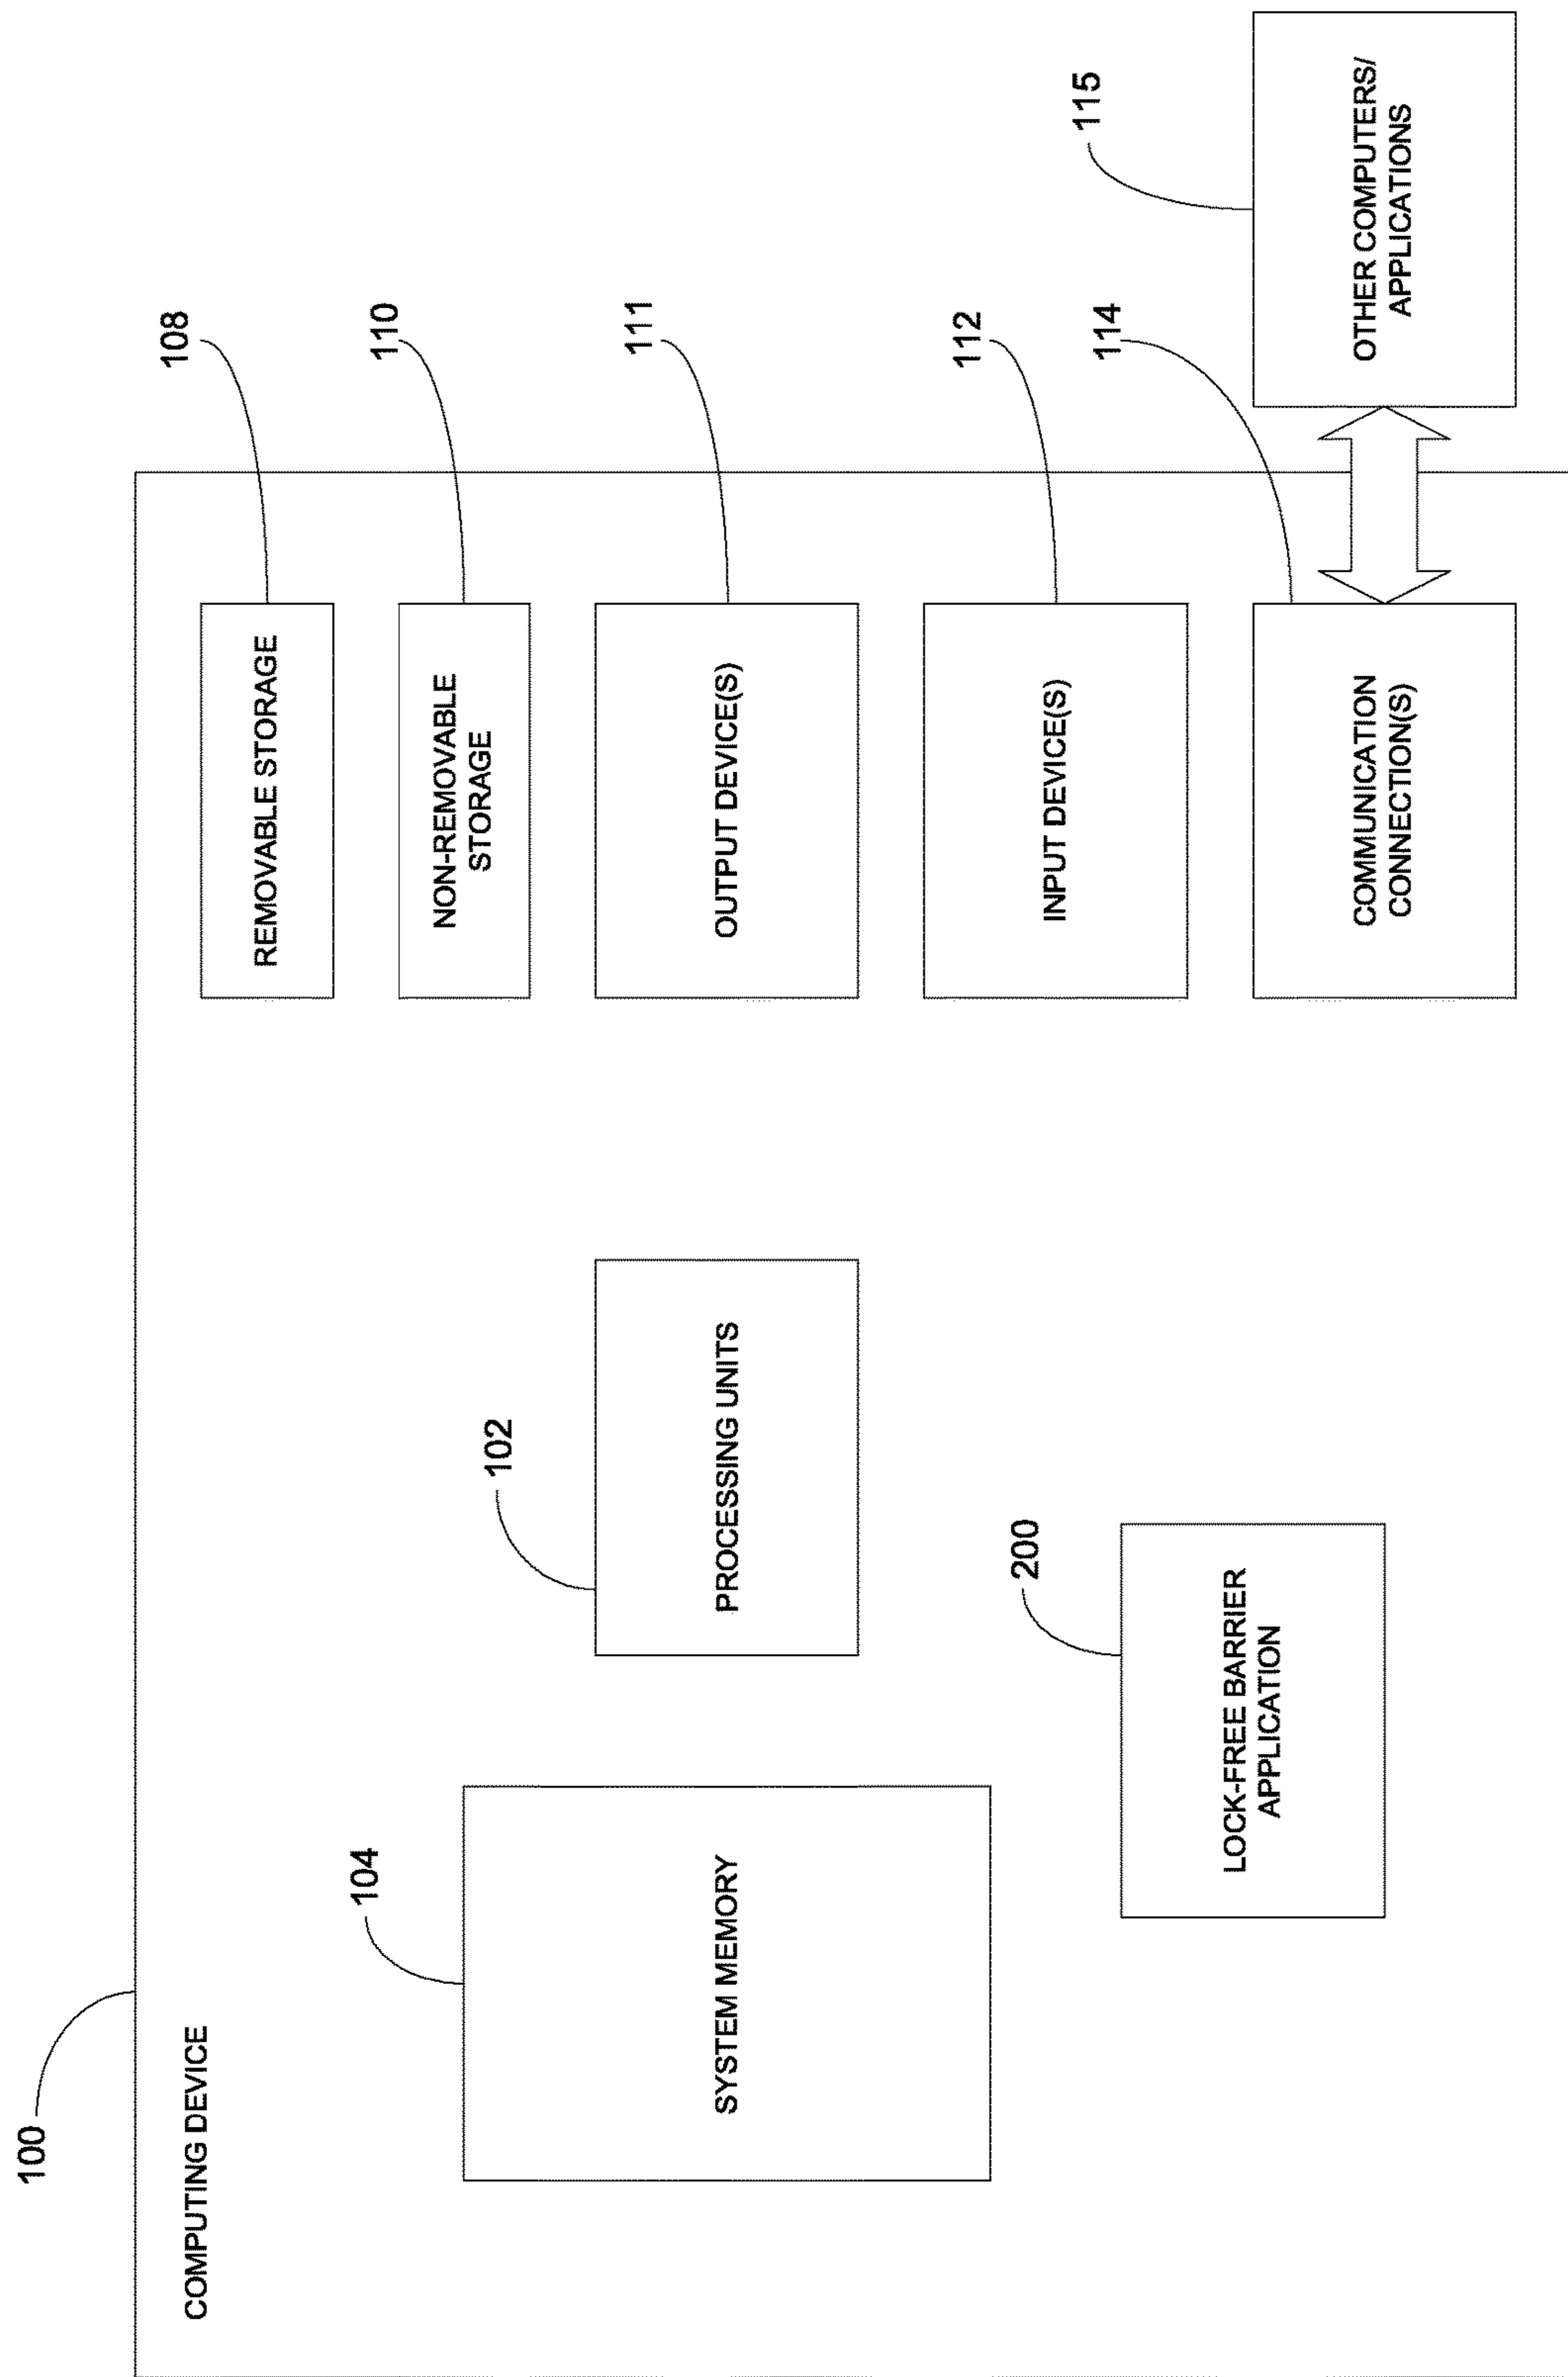 100
COMPUTING DEVICE
104
SYSTEM MEMORY
102
PROCESSING UNITS
200
LOCK-FREE BARRIER
APPLICATION
108
REMOVABLE STORAGE
110
NON-REMOVABLE
STORAGE
111
OUTPUT DEVICE(S)
112
INPUT DEVICE(S)
114
COMMUNICATION
CONNECTION(S)
115
OTHER COMPUTERS/
APPLICATIONS